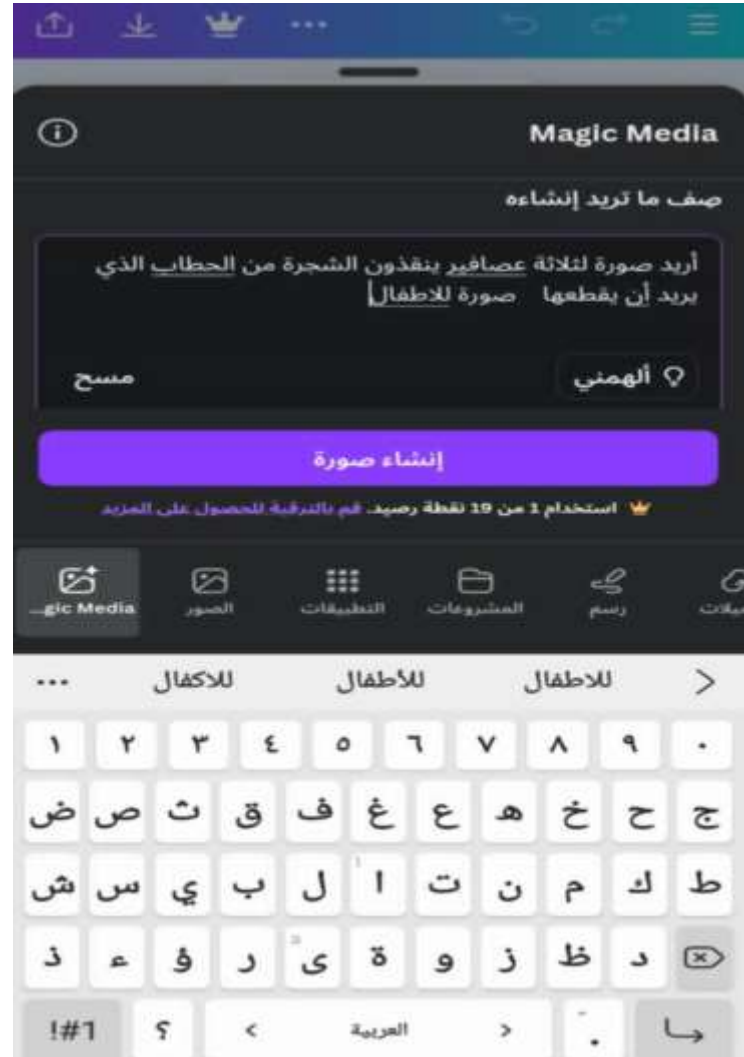 Magic Media
صف ما تريد إنشاءه
أريد صورة لثلاثة عصافير ينقذون الشجرة من الحطاب الذي
يريد أن يقطعها صورة للاطفال
ألهمني
مسح
إنشاء صورة
استخدام 1 من 19 نقطة رصيد. قم بالترقية للحصول على المزيد
رسم
المشروعات
التطبيقات
الصور
...gic Media
للاطفال للأطفال للاكفال ...
١ ٢ ٣ ٤ ٥ ٦ ٧ ٨ ٩ ٠
ض ص ث ق ف غ ع ه خ ح ج
ش س ي ب ل ا ت ن م ك ط
ذ ء ؤ ر ى ة و ز ظ د
!#1 ؟ < العربية > .